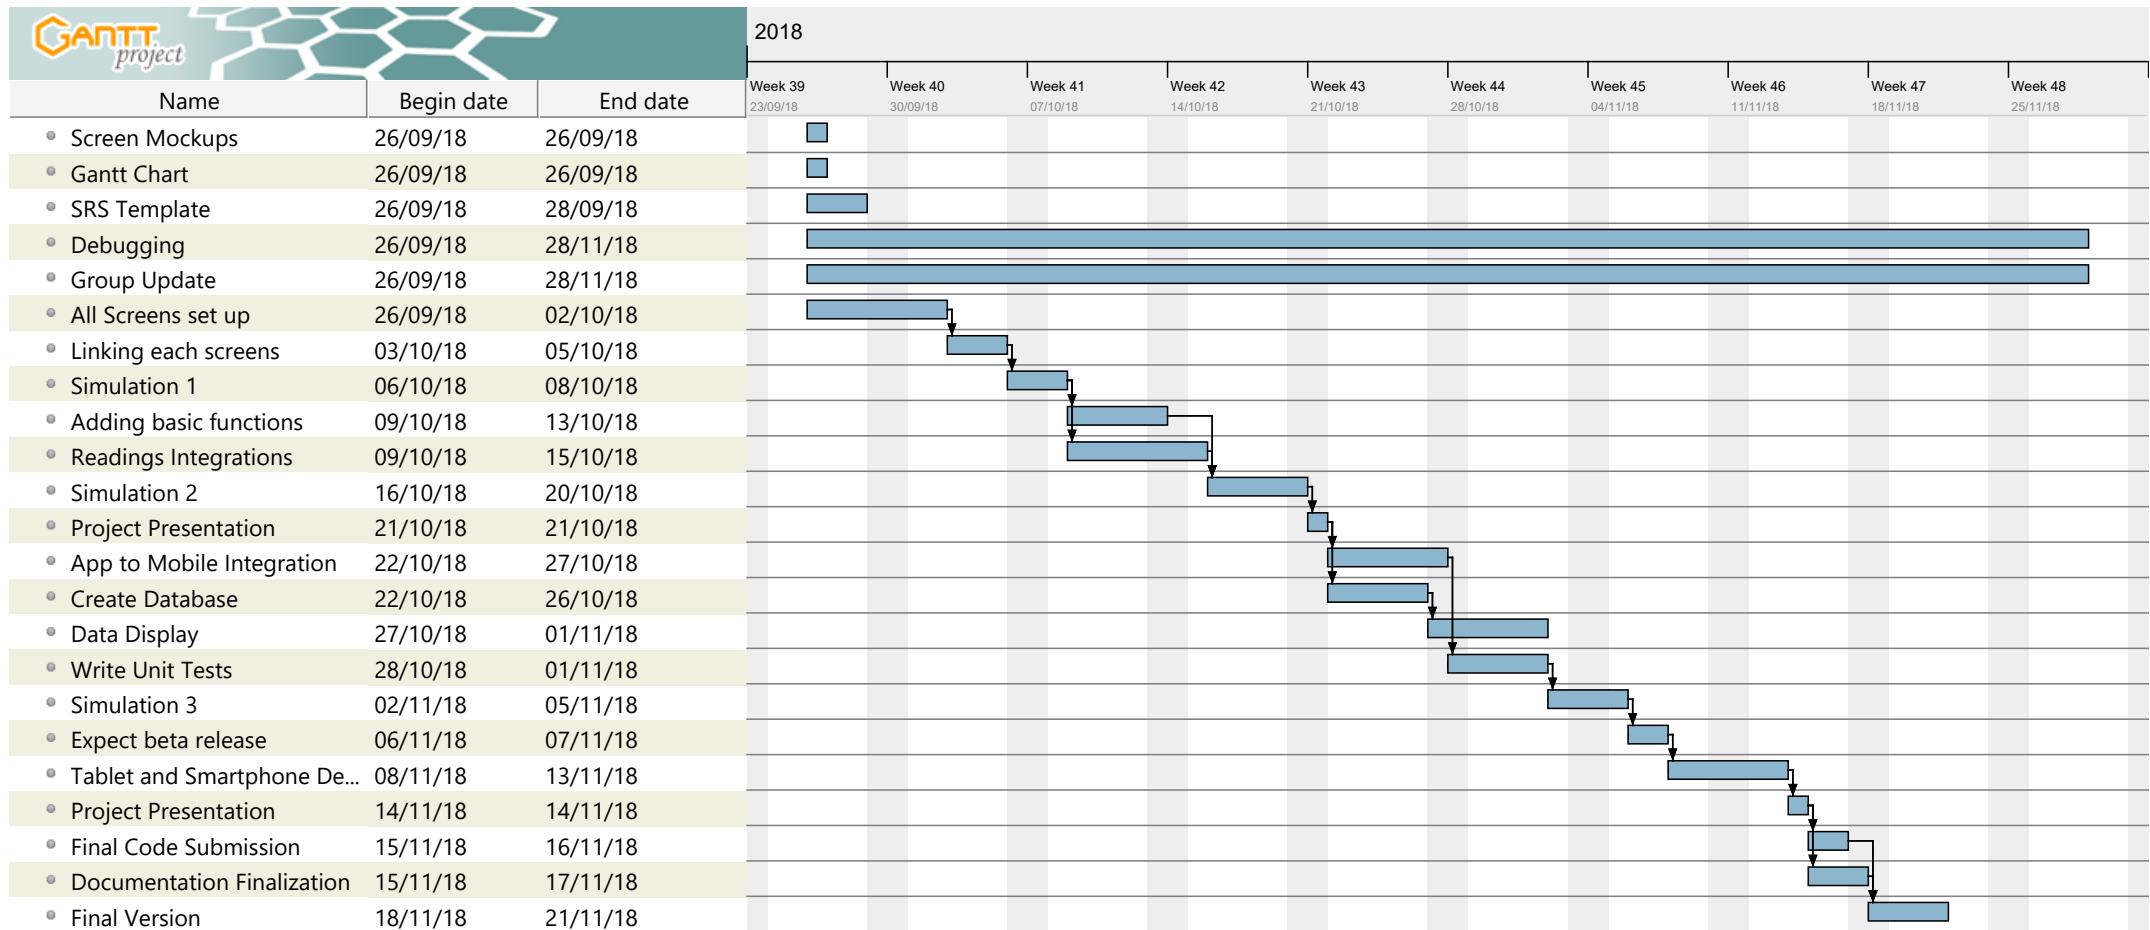 GANTT
project
2018
Week 39 Week 40 Week 41 Week 42 Week 43 Week 44 Week 45 Week 46 Week 47 Week 48
23/09/18 30/09/18 07/10/18 14/10/18 21/10/18 28/10/18 04/11/18 11/11/18 18/11/18 25/11/18
Name Begin date End date
Screen Mockups 26/09/18 26/09/18
Gantt Chart 26/09/18 26/09/18
SRS Template 26/09/18 28/09/18
Debugging 26/09/18 28/11/18
Group Update 26/09/18 28/11/18
All Screens set up 26/09/18 02/10/18
Linking each screens 03/10/18 05/10/18
Simulation 1 06/10/18 08/10/18
Adding basic functions 09/10/18 13/10/18
Readings Integrations 09/10/18 15/10/18
Simulation 2 16/10/18 20/10/18
Project Presentation 21/10/18 21/10/18
App to Mobile Integration 22/10/18 27/10/18
Create Database 22/10/18 26/10/18
Data Display 27/10/18 01/11/18
Write Unit Tests 28/10/18 01/11/18
Simulation 3 02/11/18 05/11/18
Expect beta release 06/11/18 07/11/18
Tablet and Smartphone De... 08/11/18 13/11/18
Project Presentation 14/11/18 14/11/18
Final Code Submission 15/11/18 16/11/18
Documentation Finalization 15/11/18 17/11/18
Final Version 18/11/18 21/11/18